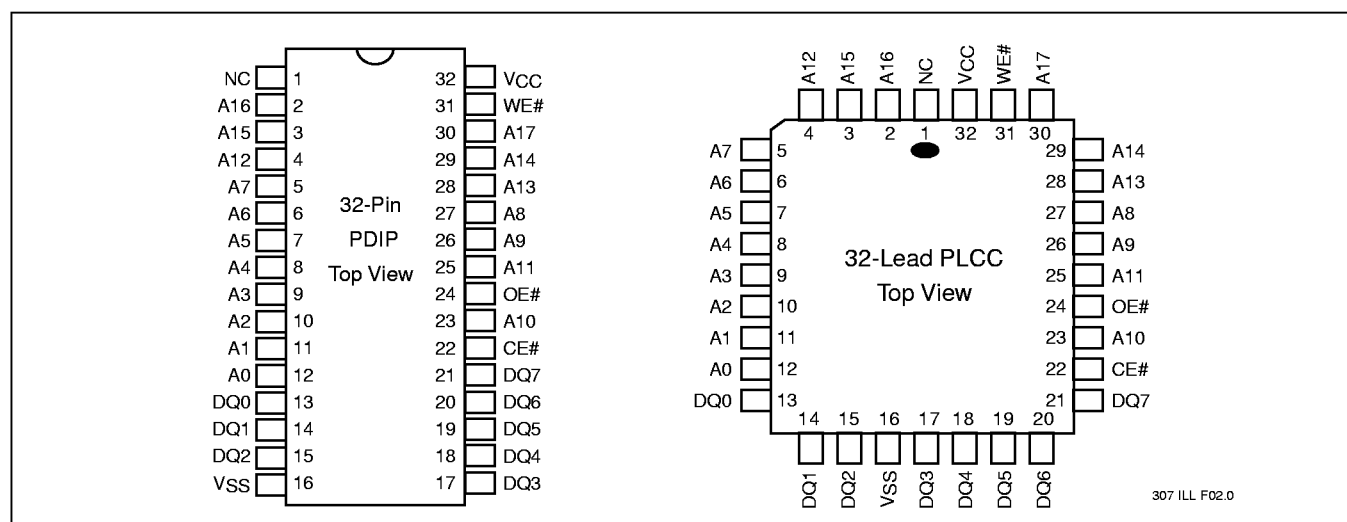 NC 1 32 VCC
A16 2 31 WE#
A15 3 30 A17
A12 4 29 A14
A7 5 28 A13
A6 6 27 A8
A5 7 26 A9
A4 8 25 A11
A3 9 24 OE#
A2 10 23 A10
A1 11 22 CE#
A0 12 21 DQ7
DQ0 13 20 DQ6
DQ1 14 19 DQ5
DQ2 15 18 DQ4
VSS 16 17 DQ3
32-Pin
PDIP
Top View
A12 A15 A16 NC VCC WE# A17
4 3 2 1 32 31 30
A7 5 29 A14
A6 6 28 A13
A5 7 27 A8
A4 8 26 A9
A3 9 25 A11
A2 10 24 OE#
A1 11 23 A10
A0 12 22 CE#
DQ0 13 21 DQ7
32-Lead PLCC
Top View
14 15 16 17 18 19 20
DQ1 DQ2 VSS DQ3 DQ4 DQ5 DQ6
307 ILL F02.0